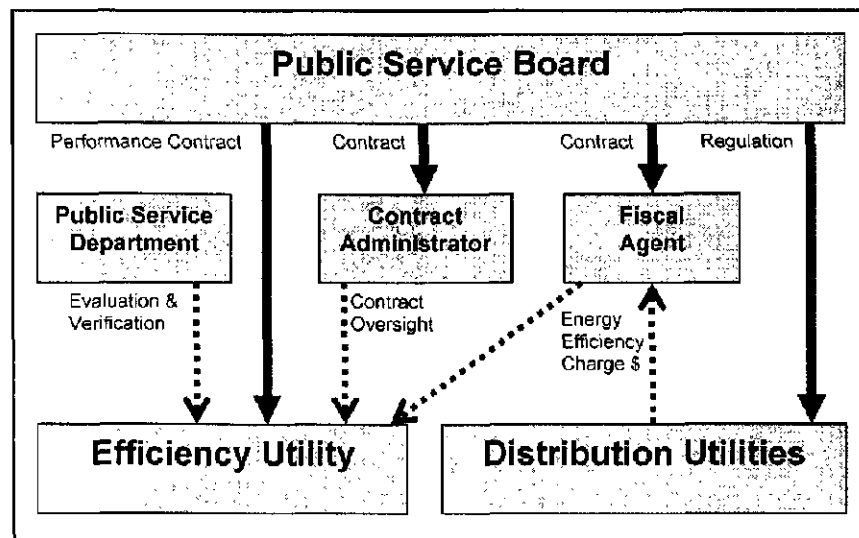 Public Service Board
Performance Contract
Contract
Contract
Regulation
Public Service
Department
Contract
Administrator
Fiscal
Agent
Evaluation &
Verification
Contract
Oversight
Energy
Efficiency
Charge $
Efficiency Utility
Distribution Utilities